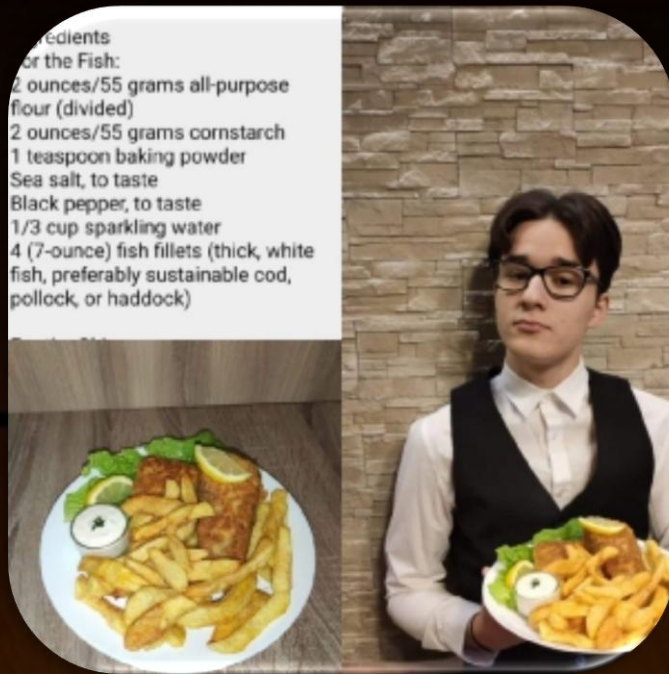 redients
or the Fish:
2 ounces/55 grams all-purpose
flour (divided)
2 ounces/55 grams cornstarch
1 teaspoon baking powder
Sea salt, to taste
Black pepper, to taste
1/3 cup sparkling water
4 (7-ounce) fish fillets (thick, white
fish, preferably sustainable cod,
pollock, or haddock)